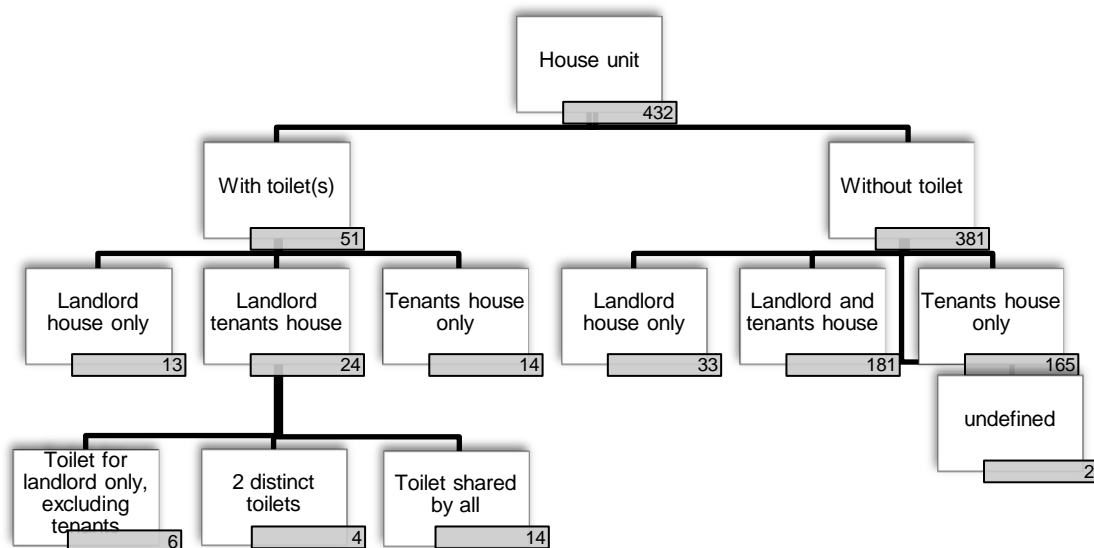 House unit
432
With toilet(s)
51
Without toilet
381
Landlord
house only
13
Landlord
tenants house
24
Tenants house
only
14
Landlord
house only
33
Landlord and
tenants house
181
Tenants house
only
165
undefined
2
Toilet for
landlord only,
excluding
tenants
6
2 distinct
toilets
4
Toilet shared
by all
14